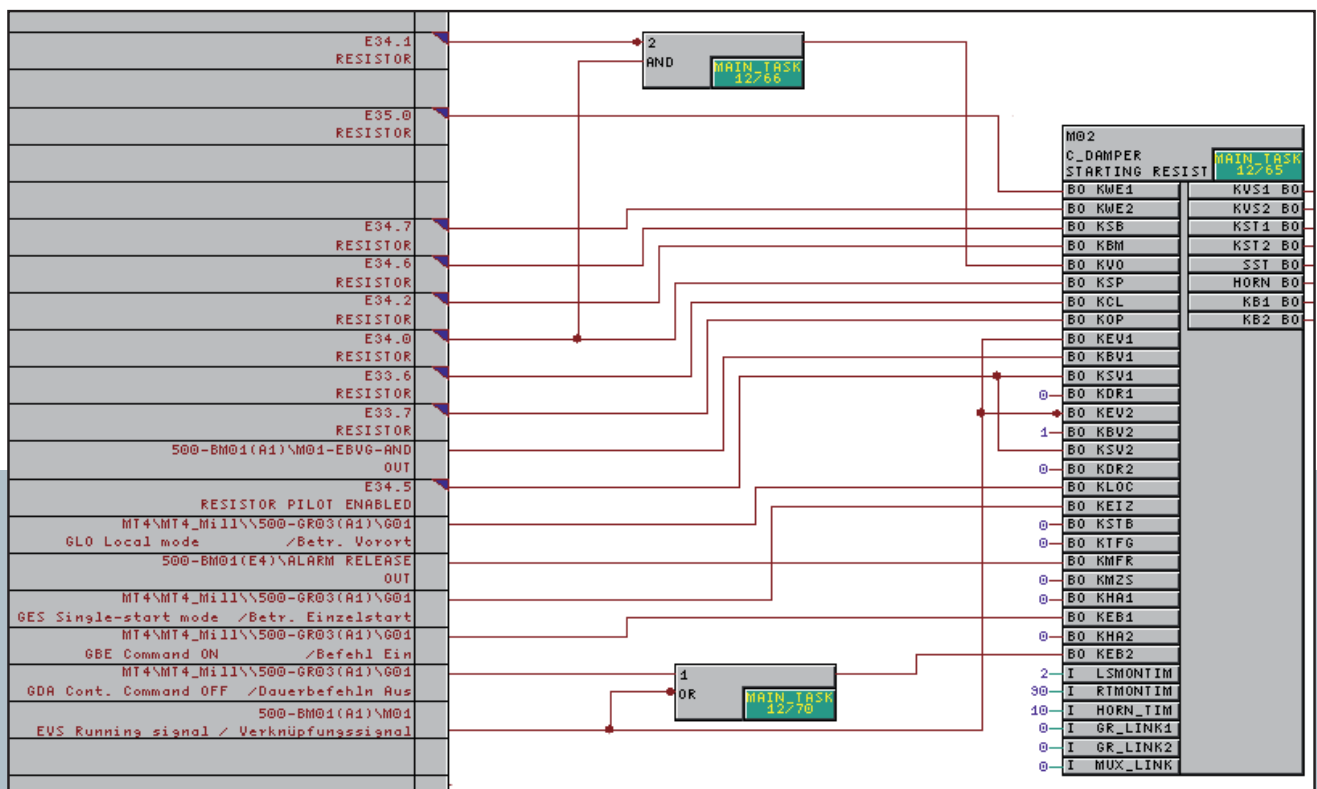 E34.1
RESISTOR
E35.0
RESISTOR
E34.7
RESISTOR
E34.6
RESISTOR
E34.2
RESISTOR
E34.0
RESISTOR
E33.6
RESISTOR
E33.7
RESISTOR
500-BM01(A1)\M01-EBVG-AND
OUT
E34.5
RESISTOR PILOT ENABLED
MT4\MT4_Mill\\500-GR03(A1)\G01
GLO Local mode /Betr. Vorort
500-BM01(E4)\ALARM RELEASE
OUT
MT4\MT4_Mill\\500-GR03(A1)\G01
GES Single-start mode /Betr. Einzelstart
MT4\MT4_Mill\\500-GR03(A1)\G01
GBE Command ON /Befehl Ein
MT4\MT4_Mill\\500-GR03(A1)\G01
GDA Cont. Command OFF /Dauerbefehln Aus
500-BM01(A1)\M01
EVS Running signal / Verknüpfungssignal
2
AND
MAIN_TASK
12/66
1
OR
MAIN_TASK
12/70
M02
C_DAMPER
STARTING RESIST
MAIN_TASK
12/65
BO KWE1 KVS1 BO
BO KWE2 KVS2 BO
BO KSB KST1 BO
BO KBM KST2 BO
BO KVO SST BO
BO KSP HORN BO
BO KCL KB1 BO
BO KOP KB2 BO
BO KEV1
BO KBV1
BO KSV1
0 BO KDR1
BO KEV2
1 BO KBV2
BO KSV2
0 BO KDR2
BO KLOC
BO KEIZ
0 BO KSTB
0 BO KTFG
BO KMFR
0 BO KMZS
0 BO KHA1
BO KEB1
0 BO KHA2
BO KEB2
2 I LSMONTIM
90 I RTMONTIM
10 I HORN_TIM
0 I GR_LINK1
0 I GR_LINK2
0 I MUX_LINK